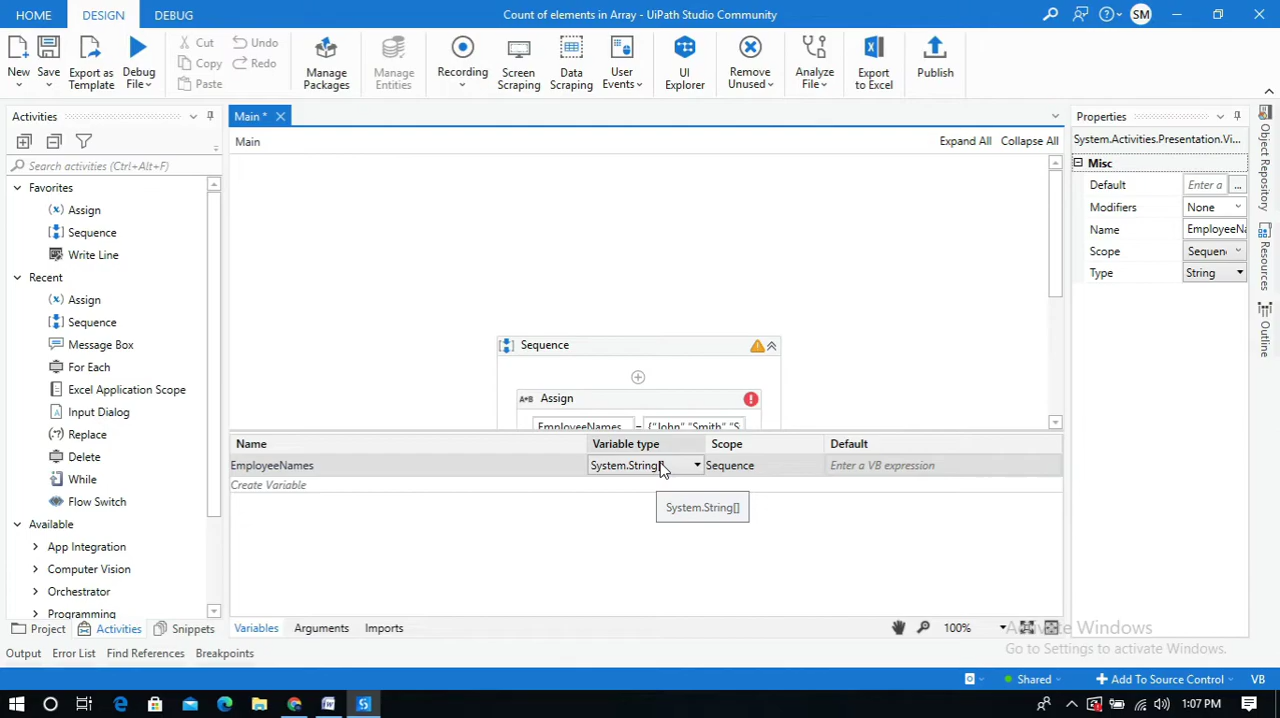 HOME DESIGN DEBUG Count of elements in Array - UiPath Studio Community SM
New Save Export as Template Debug File Cut Copy Paste Undo Redo Manage Packages Manage Entities Recording Screen Scraping Data Scraping User Events UI Explorer Remove Unused Analyze File Export to Excel Publish
Activities
Search activities (Ctrl+Alt+F)
Favorites
Assign
Sequence
Write Line
Recent
Assign
Sequence
Message Box
For Each
Excel Application Scope
Input Dialog
Replace
Delete
While
Flow Switch
Available
App Integration
Computer Vision
Orchestrator
Programming
Project Activities Snippets
Main *
Main Expand All Collapse All
Sequence
Assign
EmployeeNames = {"John","Smith","S
Name Variable type Scope Default
EmployeeNames System.String[] Sequence Enter a VB expression
Create Variable
System.String[]
Variables Arguments Imports 100%
Properties
System.Activities.Presentation.Vi...
Misc
Default Enter a ...
Modifiers None
Name EmployeeNa
Scope Sequen
Type String
Object Repository
Resources
Outline
Activate Windows
Go to Settings to activate Windows.
Output Error List Find References Breakpoints
Shared Add To Source Control VB
1:07 PM